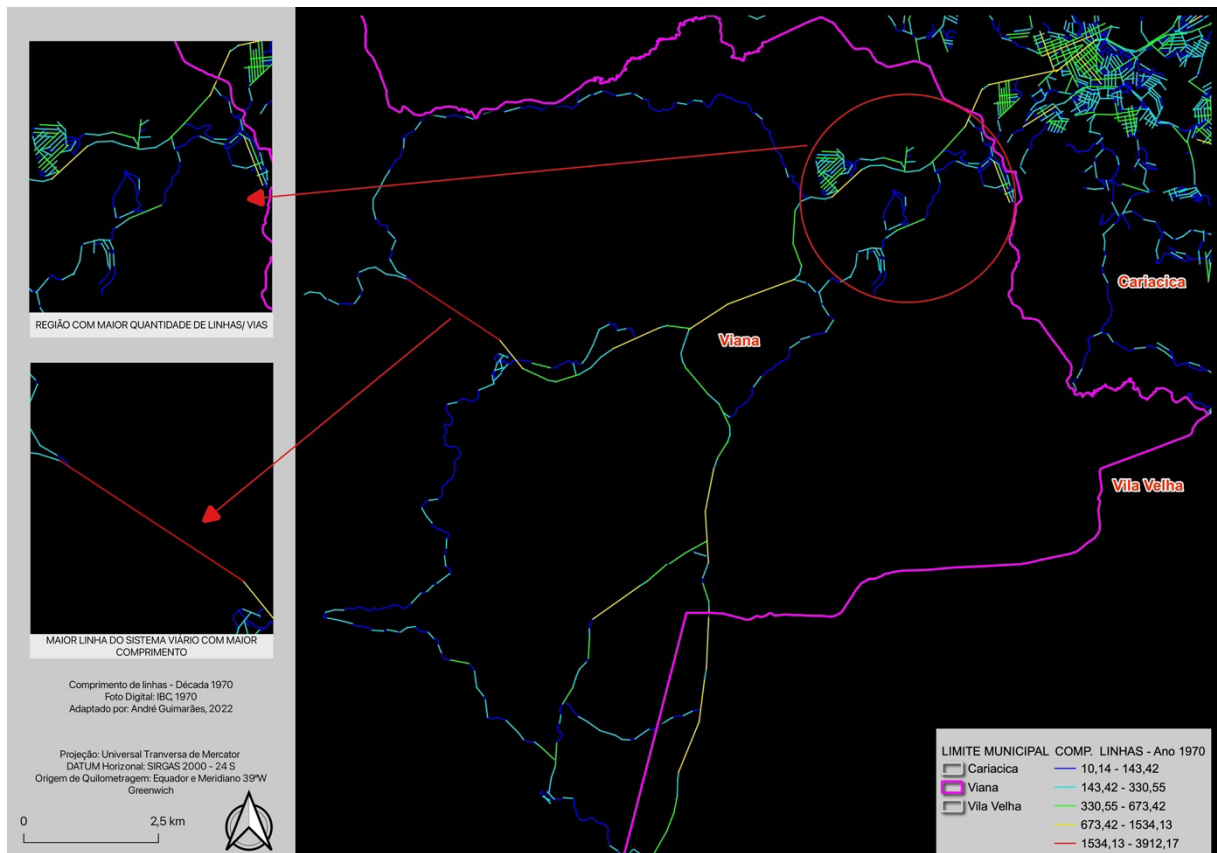 REGIÃO COM MAIOR QUANTIDADE DE LINHAS/ VIAS
MAIOR LINHA DO SISTEMA VIÁRIO COM MAIOR
COMPRIMENTO
Comprimento de linhas - Década 1970
Foto Digital: IBC, 1970
Adaptado por: André Guimarães, 2022
Projeção: Universal Tranversa de Mercator
DATUM Horizonal: SIRGAS 2000 - 24 S
Origem de Quilometragem: Equador e Meridiano 39ºW
Greenwich
0 2,5 km
Cariacica
Viana
Vila Velha
LIMITE MUNICIPAL
Cariacica
Viana
Vila Velha
COMP. LINHAS - Ano 1970
10,14 - 143,42
143,42 - 330,55
330,55 - 673,42
673,42 - 1534,13
1534,13 - 3912,17